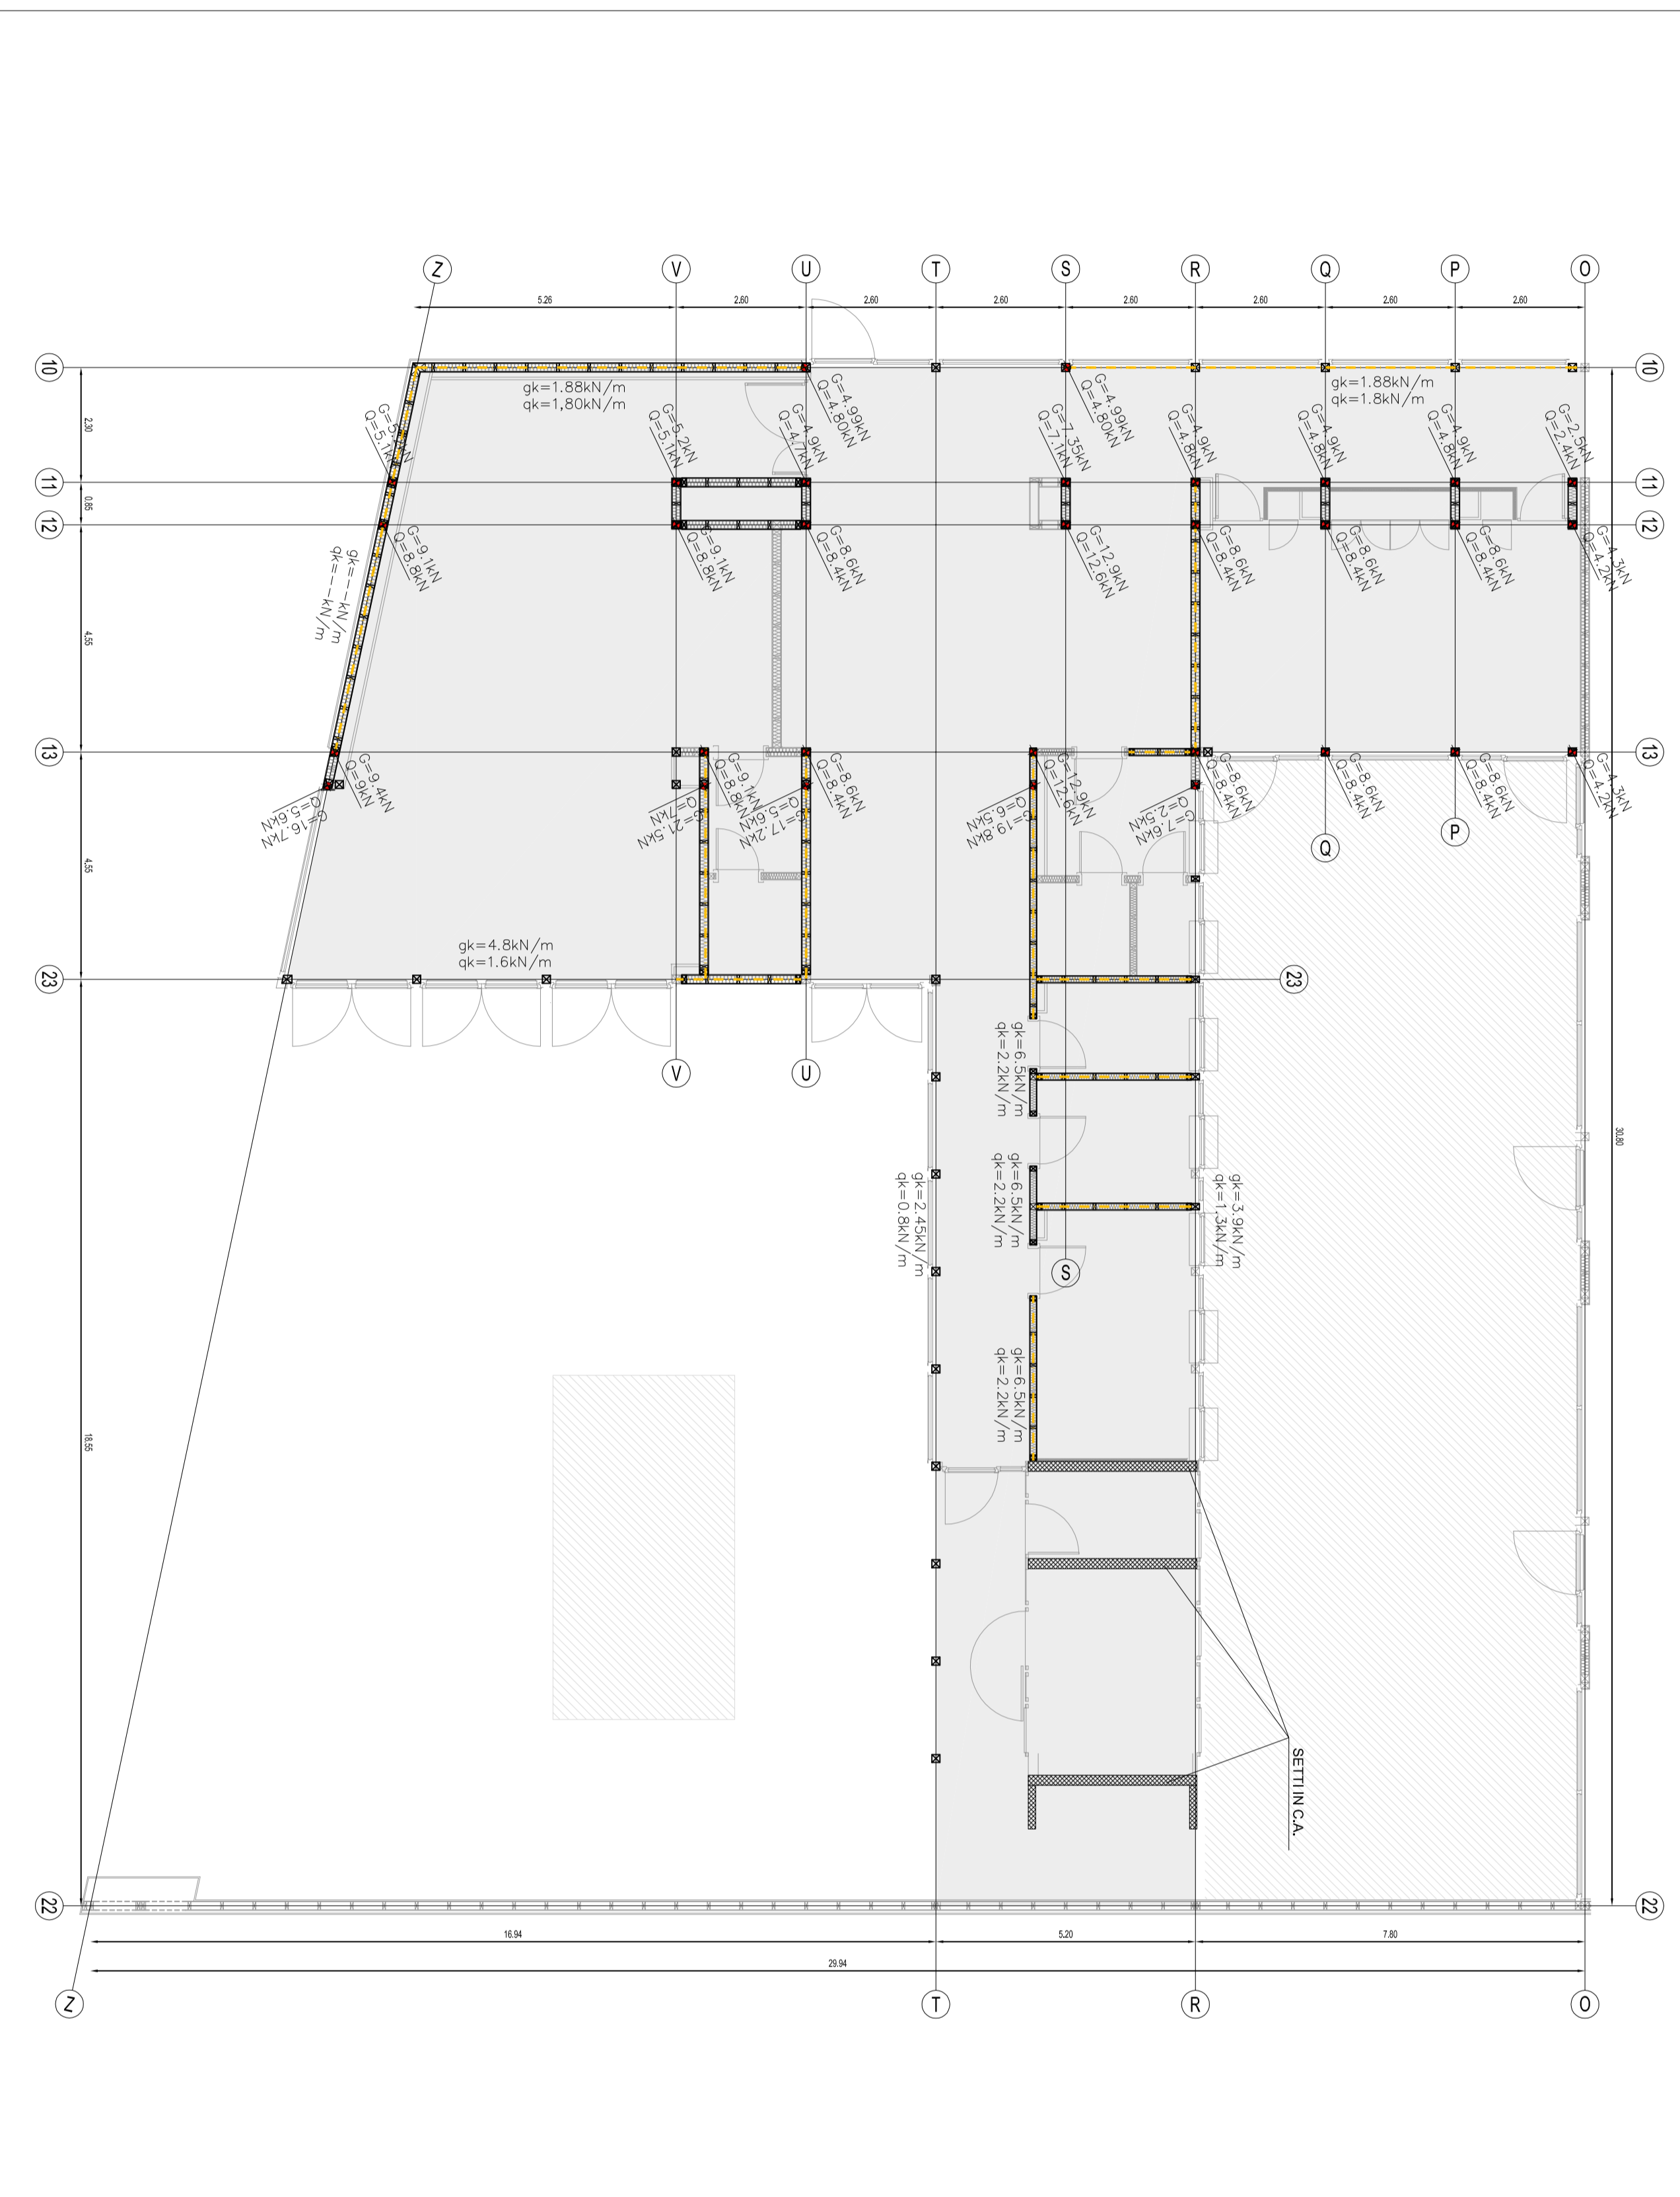 Z
V
U
T
S
R
Q
P
O
5.26
2.60
2.60
2.60
2.60
2.60
2.60
2.60
10
10
gk=1.88kN/m
qk=1,80kN/m
G=4.99kN
Q=4.80kN
G=4.99kN
Q=4.80kN
gk=1.88kN/m
qk=1.8kN/m
2,30
Q=5.1kN
G=5.2kN
Q=5.1kN
G=4.9kN
Q=4.7kN
G=7.35kN
Q=7.1kN
G=4.9kN
Q=4.8kN
G=4.9kN
Q=4.8kN
G=4.9kN
Q=4.8kN
G=2.5kN
Q=2.4kN
11
11
0.85
12
12
gk=--kN/m
qk=--kN/m
G=9.1kN
Q=8.8kN
G=9.1kN
Q=8.8kN
G=8.6kN
Q=8.4kN
G=12.9kN
Q=12.6kN
G=8.6kN
Q=8.4kN
G=8.6kN
Q=8.4kN
G=8.6kN
Q=8.4kN
G=4.3kN
Q=4.2kN
4,55
13
13
G=9.4kN
Q=9kN
G=9.1kN
Q=8.8kN
G=8.6kN
Q=8.4kN
G=12.9kN
Q=12.6kN
G=8.6kN
Q=8.4kN
G=8.6kN
Q=8.4kN
G=8.6kN
Q=8.4kN
G=4.3kN
Q=4.2kN
G=16.7kN
Q=5.6kN
G=21.5kN
Q=7kN
G=17.2kN
Q=5.6kN
G=19.8kN
Q=6.5kN
G=7.6kN
Q=2.5kN
P
Q
4,55
gk=4.8kN/m
qk=1.6kN/m
23
23
V
U
gk=6.5kN/m
qk=2.2kN/m
30,80
gk=6.5kN/m
qk=2.2kN/m
gk=2.45kN/m
qk=0.8kN/m
gk=3.9kN/m
qk=1,3kN/m
S
gk=6.5kN/m
qk=2.2kN/m
18,55
SETTI IN C.A.
22
22
16.94
5.20
7.80
29.94
Z
T
R
O